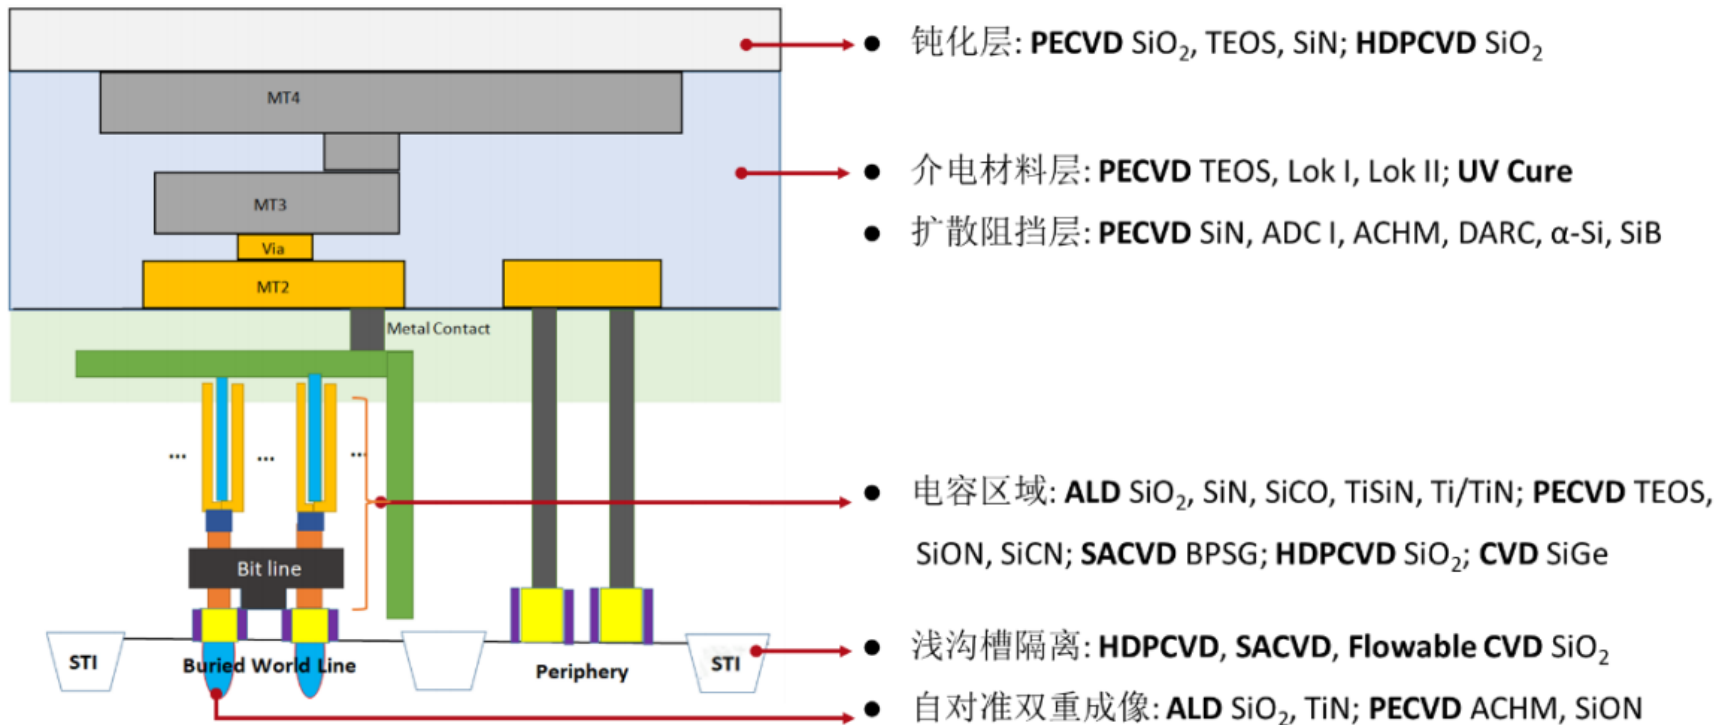 钝化层: PECVD SiO₂, TEOS, SiN; HDPCVD SiO₂
MT4
介电材料层: PECVD TEOS, Lok I, Lok II; UV Cure
MT3
扩散阻挡层: PECVD SiN, ADC I, ACHM, DARC, α-Si, SiB
Via
MT2
Metal Contact
... ... ...
电容区域: ALD SiO₂, SiN, SiCO, TiSiN, Ti/TiN; PECVD TEOS,
SiON, SiCN; SACVD BPSG; HDPCVD SiO₂; CVD SiGe
Bit line
浅沟槽隔离: HDPCVD, SACVD, Flowable CVD SiO₂
STI
Buried World Line
Periphery
STI
自对准双重成像: ALD SiO₂, TiN; PECVD ACHM, SiON